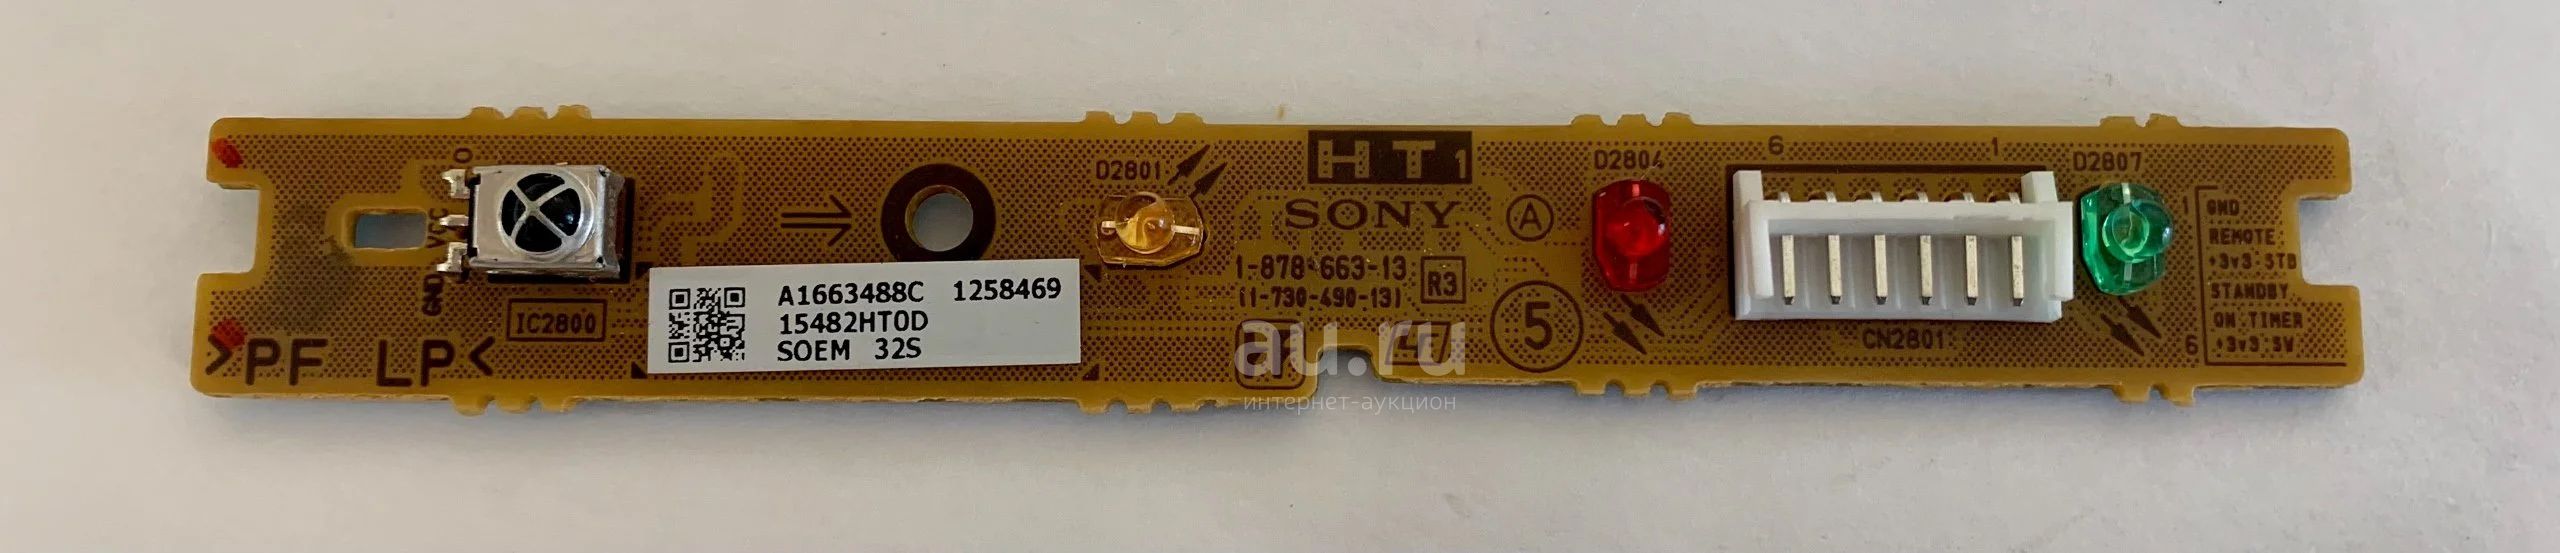 O
VCC
GND
IC2800
>PF LP<
A1663488C 1258469
15482HT0D
SOEM 32S
D2801
HT1
SONY
A
1-878-663-13
(1-730-490-13)
R3
5
D2804
6 1
CN2801
D2807
1 GND
REMOTE
+3v3.STB
STANDBY
ON TIMER
6 +3v3.5V
au.ru
интернет-аукцион